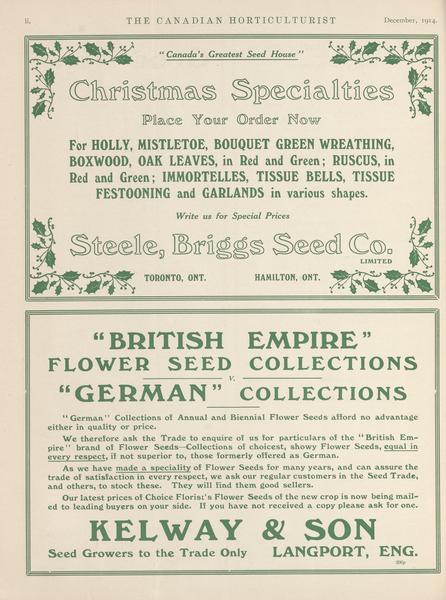 ii. THE CANADIAN HORTICULTURIST December, 1914.
"Canada's Greatest Seed House"
Christmas Specialties
Place Your Order Now
For HOLLY, MISTLETOE, BOUQUET GREEN WREATHING,
BOXWOOD, OAK LEAVES, in Red and Green; RUSCUS, in
Red and Green; IMMORTELLES, TISSUE BELLS, TISSUE
FESTOONING and GARLANDS in various shapes.
Write us for Special Prices
Steele, Briggs Seed Co.
LIMITED
TORONTO, ONT. HAMILTON, ONT.
"BRITISH EMPIRE"
FLOWER SEED COLLECTIONS
v.
"GERMAN" COLLECTIONS
"German" Collections of Annual and Biennial Flower Seeds afford no advantage
either in quality or price.
We therefore ask the Trade to enquire of us for particulars of the "British Em-
pire" brand of Flower Seeds—Collections of choicest, showy Flower Seeds, equal in
every respect, if not superior to, those formerly offered as German.
As we have made a speciality of Flower Seeds for many years, and can assure the
trade of satisfaction in every respect, we ask our regular customers in the Seed Trade,
and others, to stock these. They will find them good sellers.
Our latest prices of Choice Florist's Flower Seeds of the new crop is now being mail-
ed to leading buyers on your side. If you have not received a copy please ask for one.
KELWAY & SON
Seed Growers to the Trade Only LANGPORT, ENG.